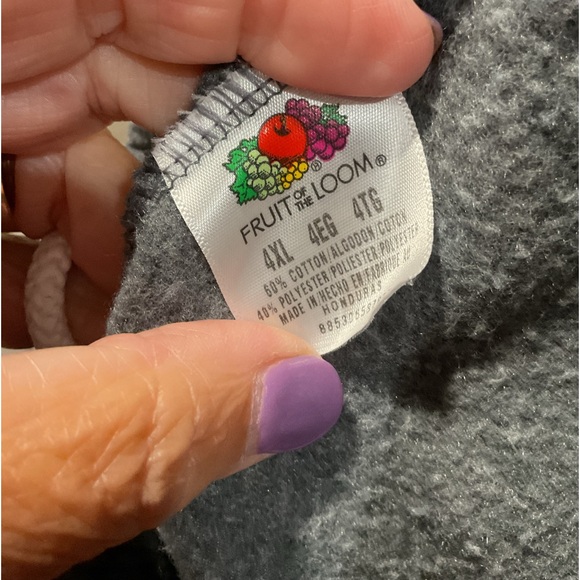 FRUIT OF THE LOOM®
4XL 4EG 4TG
60% COTTON/ALGODON/COTON
40% POLYESTER/POLIESTER/POLYESTER
MADE IN/HECHO EN/FABRIQUE AU
HONDURAS